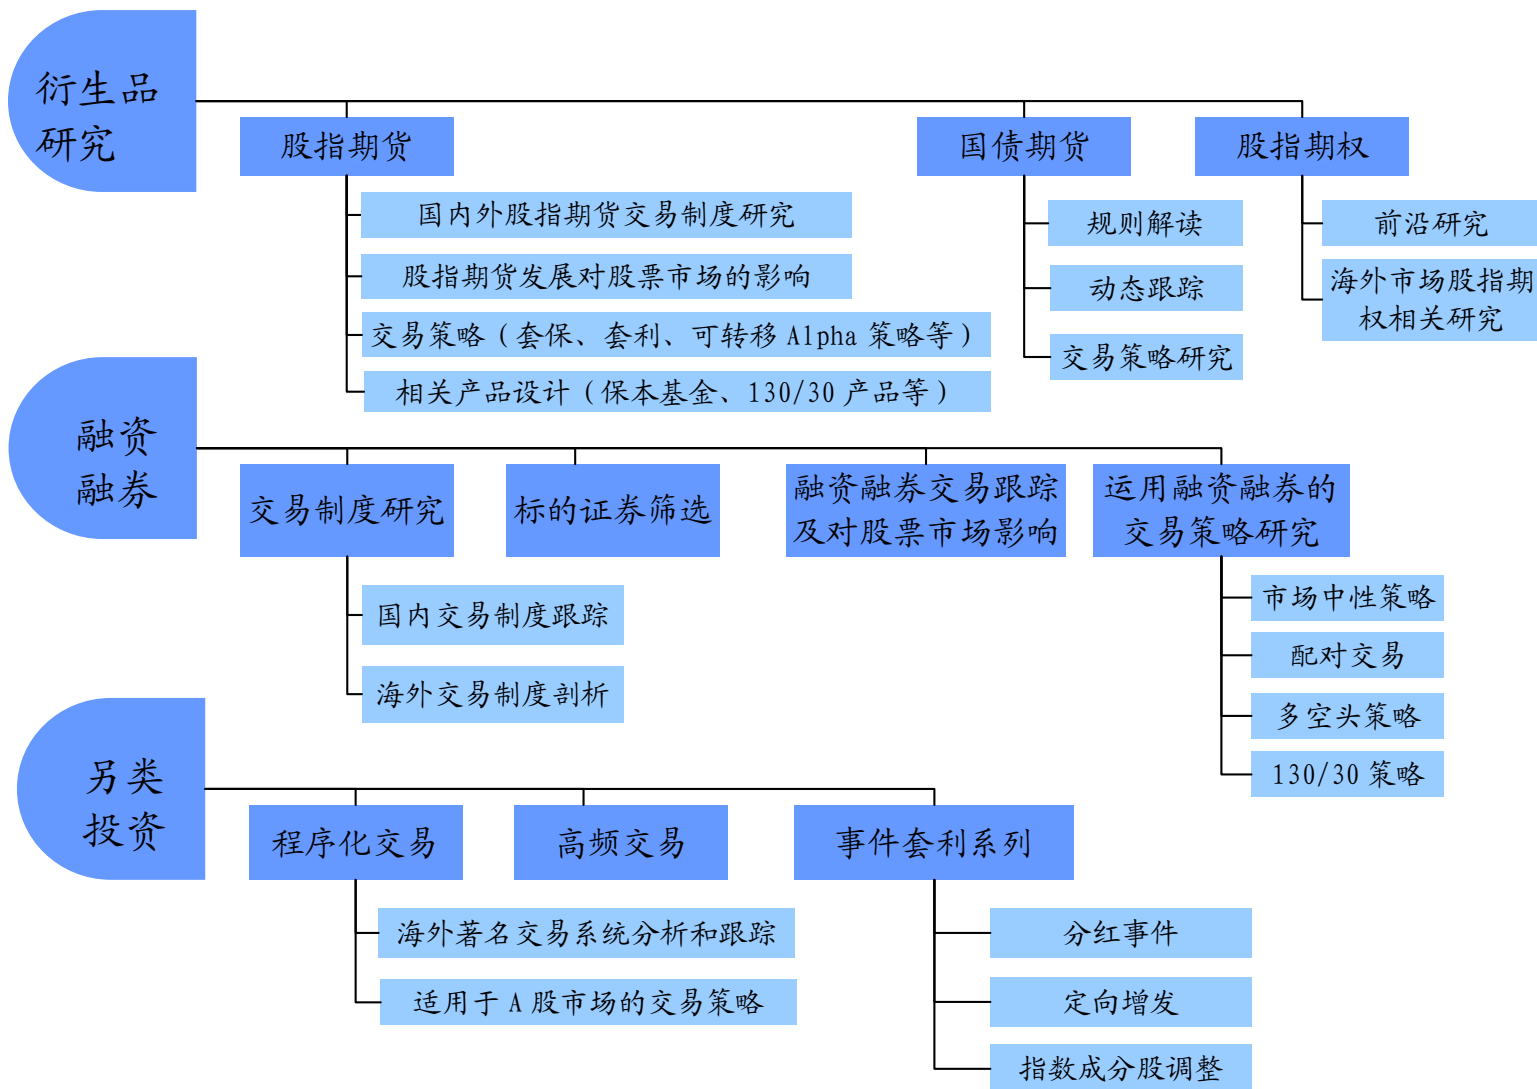 衍生品
研究
股指期货
国债期货
股指期权
国内外股指期货交易制度研究
股指期货发展对股票市场的影响
交易策略（套保、套利、可转移 Alpha 策略等）
相关产品设计（保本基金、130/30 产品等）
规则解读
动态跟踪
交易策略研究
前沿研究
海外市场股指期
权相关研究
融资
融券
交易制度研究
标的证券筛选
融资融券交易跟踪
及对股票市场影响
运用融资融券的
交易策略研究
国内交易制度跟踪
海外交易制度剖析
市场中性策略
配对交易
多空头策略
130/30 策略
另类
投资
程序化交易
高频交易
事件套利系列
海外著名交易系统分析和跟踪
适用于 A 股市场的交易策略
分红事件
定向增发
指数成分股调整